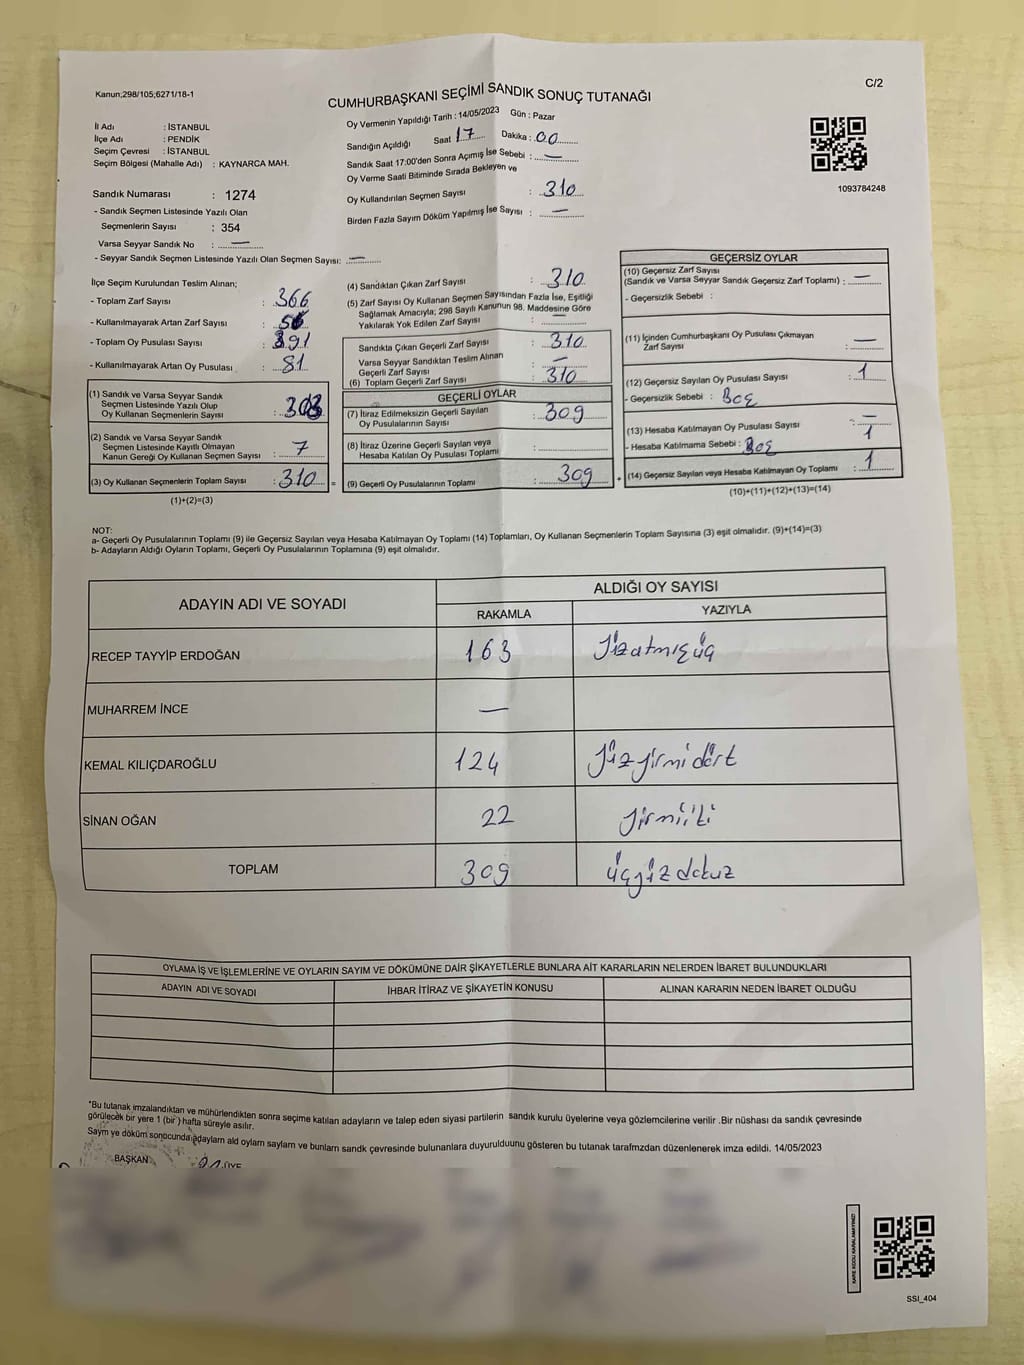 Kanun;298/105;6271/18-1
C/2
CUMHURBAŞKANI SEÇİMİ SANDIK SONUÇ TUTANAĞI
İl Adı : İSTANBUL
İlçe Adı : PENDİK
Seçim Çevresi : İSTANBUL
Seçim Bölgesi (Mahalle Adı) : KAYNARCA MAH.
Sandık Numarası : 1274
- Sandık Seçmen Listesinde Yazılı Olan
Seçmenlerin Sayısı : 354
Varsa Seyyar Sandık No : —
- Seyyar Sandık Seçmen Listesinde Yazılı Olan Seçmen Sayısı: —
Oy Vermenin Yapıldığı Tarih : 14/05/2023 Gün : Pazar
Sandığın Açıldığı Saat 17 Dakika : 00
Sandık Saat 17:00'den Sonra Açımış İse Sebebi : —
Oy Verme Saati Bitiminde Sırada Bekleyen ve
Oy Kullandırılan Seçmen Sayısı : 310
Birden Fazla Sayım Döküm Yapılmış İse Sayısı : —
1093784248
İlçe Seçim Kurulundan Teslim Alınan;
- Toplam Zarf Sayısı : 366
- Kullanılmayarak Artan Zarf Sayısı : 56
- Toplam Oy Pusulası Sayısı : 391
- Kullanılmayarak Artan Oy Pusulası : 81
(1) Sandık ve Varsa Seyyar Sandık
Seçmen Listesinde Yazılı Olup
Oy Kullanan Seçmenlerin Sayısı : 303
(2) Sandık ve Varsa Seyyar Sandık
Seçmen Listesinde Kayıtlı Olmayan
Kanun Gereği Oy Kullanan Seçmen Sayısı : 7
(3) Oy Kullanan Seçmenlerin Toplam Sayısı : 310 =
(1)+(2)=(3)
(4) Sandıktan Çıkan Zarf Sayısı : 310
(5) Zarf Sayısı Oy Kullanan Seçmen Sayısından Fazla İse, Eşitliği
Sağlamak Amacıyla; 298 Sayılı Kanunun 98. Maddesine Göre
Yakılarak Yok Edilen Zarf Sayısı : —
Sandıkta Çıkan Geçerli Zarf Sayısı : 310
Varsa Seyyar Sandıktan Teslim Alınan
Geçerli Zarf Sayısı : —
(6) Toplam Geçerli Zarf Sayısı : 310
GEÇERLİ OYLAR
(7) İtiraz Edilmeksizin Geçerli Sayılan
Oy Pusulalarının Sayısı : 309
(8) İtiraz Üzerine Geçerli Sayılan veya
Hesaba Katılan Oy Pusulası Toplamı :
(9) Geçerli Oy Pusulalarının Toplamı : 309 +
GEÇERSİZ OYLAR
(10) Geçersiz Zarf Sayısı
(Sandık ve Varsa Seyyar Sandık Geçersiz Zarf Toplamı) : —
- Geçersizlik Sebebi :
(11) İçinden Cumhurbaşkanı Oy Pusulası Çıkmayan
Zarf Sayısı : —
(12) Geçersiz Sayılan Oy Pusulası Sayısı : 1
- Geçersizlik Sebebi : BOŞ
(13) Hesaba Katılmayan Oy Pusulası Sayısı : —
- Hesaba Katılmama Sebebi : BOŞ 1
(14) Geçersiz Sayılan veya Hesaba Katılmayan Oy Toplamı : 1
(10)+(11)+(12)+(13)=(14)
NOT:
a- Geçerli Oy Pusulalarının Toplamı (9) ile Geçersiz Sayılan veya Hesaba Katılmayan Oy Toplamı (14) Toplamları, Oy Kullanan Seçmenlerin Toplam Sayısına (3) eşit olmalıdır. (9)+(14)=(3)
b- Adayların Aldığı Oyların Toplamı, Geçerli Oy Pusulalarının Toplamına (9) eşit olmalıdır.
ADAYIN ADI VE SOYADI
ALDIĞI OY SAYISI
RAKAMLA YAZIYLA
RECEP TAYYİP ERDOĞAN 163 yüzatmışüç
MUHARREM İNCE —
KEMAL KILIÇDAROĞLU 124 yüz yirmi dört
SİNAN OĞAN 22 yirmiiki
TOPLAM 309 üçyüz dokuz
OYLAMA İŞ VE İŞLEMLERİNE VE OYLARIN SAYIM VE DÖKÜMÜNE DAİR ŞİKAYETLERLE BUNLARA AİT KARARLARIN NELERDEN İBARET BULUNDUKLARI
ADAYIN ADI VE SOYADI İHBAR İTİRAZ VE ŞİKAYETİN KONUSU ALINAN KARARIN NEDEN İBARET OLDUĞU
*Bu tutanak imzalandıktan ve mühürlendikten sonra seçime katılan adayların ve talep eden siyasi partilerin sandık kurulu üyelerine veya gözlemcilerine verilir .Bir nüshası da sandık çevresinde
görülecek bir yere 1 (bir ) hafta süreyle asılır.
Saym ye döküm sonocunda adaylarn ald oylarn saylarn ve bunlarn sandk çevresinde bulunanlara duyurulduunu gösteren bu tutanak tarafmzdan düzenlenerek imza edildi. 14/05/2023
BAŞKAN
ÜYE
KARE KODU KARALAMAYINIZ!
SSI_404